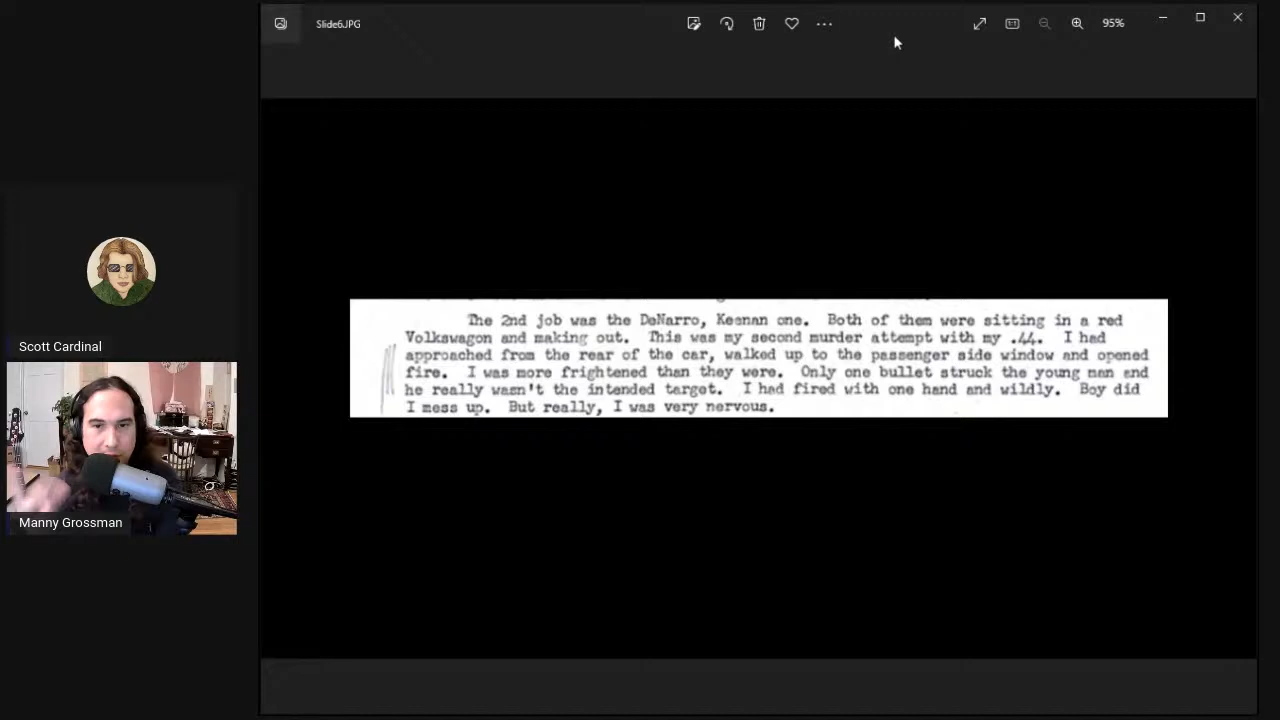 Slide6.JPG
95%
The 2nd job was the DeNarro, Keenan one. Both of them were sitting in a red
Volkswagon and making out. This was my second murder attempt with my .44. I had
approached from the rear of the car, walked up to the passenger side window and opened
fire. I was more frightened than they were. Only one bullet struck the young man and
he really wasn't the intended target. I had fired with one hand and wildly. Boy did
I mess up. But really, I was very nervous.
Scott Cardinal
Manny Grossman